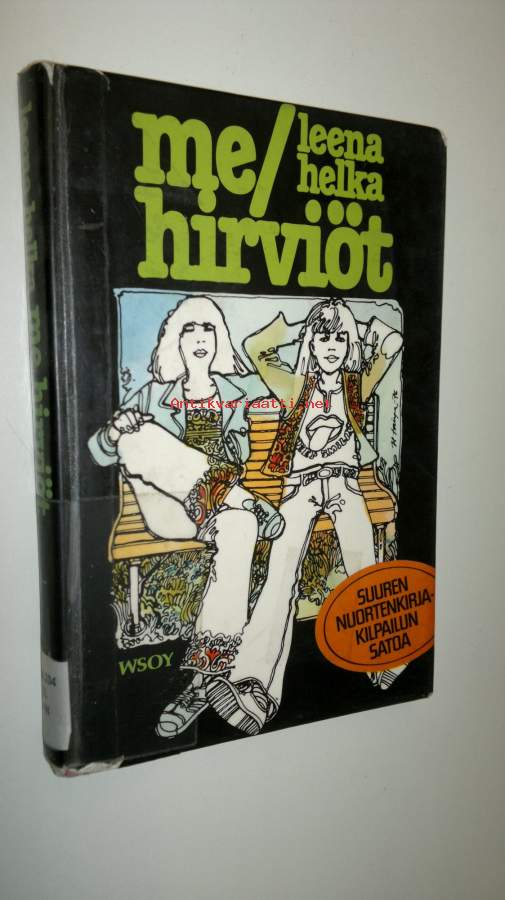 me/
leena
helka
hirviöt
Antikvariaatti.net
SUUREN
NUORTENKIRJA-
KILPAILUN
SATOA
WSOY
leena helka me hirviöt